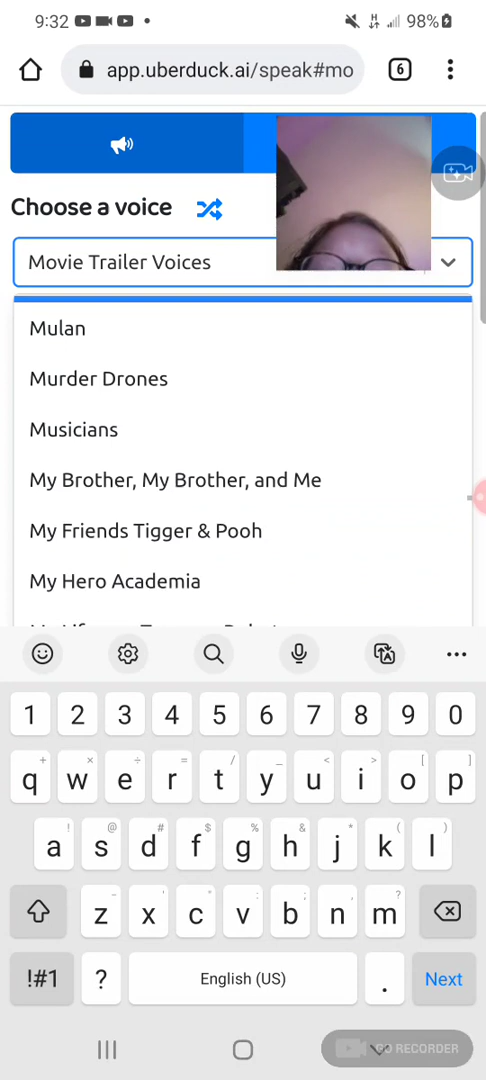 9:32
98%
app.uberduck.ai/speak#mo
6
Choose a voice
Movie Trailer Voices
Mulan
Murder Drones
Musicians
My Brother, My Brother, and Me
My Friends Tigger & Pooh
My Hero Academia
1 2 3 4 5 6 7 8 9 0
+ × ÷ = / _ < > [ ]
q w e r t y u i o p
! @ # $ % ^ & * ( )
a s d f g h j k l
- ' " : ; , ?
z x c v b n m
!#1 ? English (US) . Next
GO RECORDER